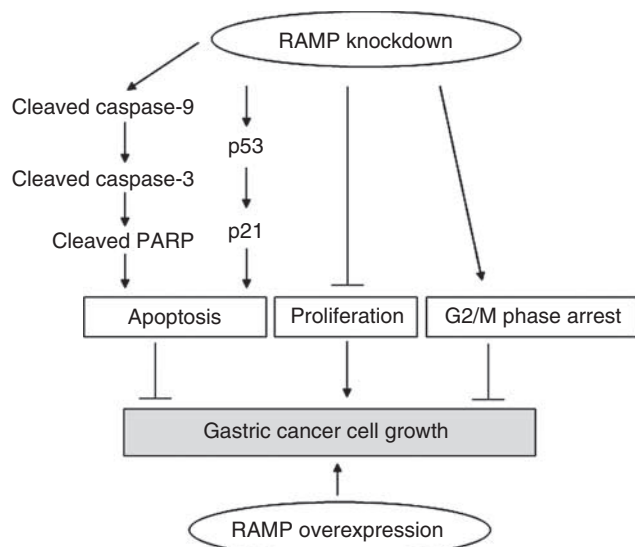 RAMP knockdown
Cleaved caspase-9
p53
Cleaved caspase-3
p21
Cleaved PARP
Apoptosis
Proliferation
G2/M phase arrest
Gastric cancer cell growth
RAMP overexpression